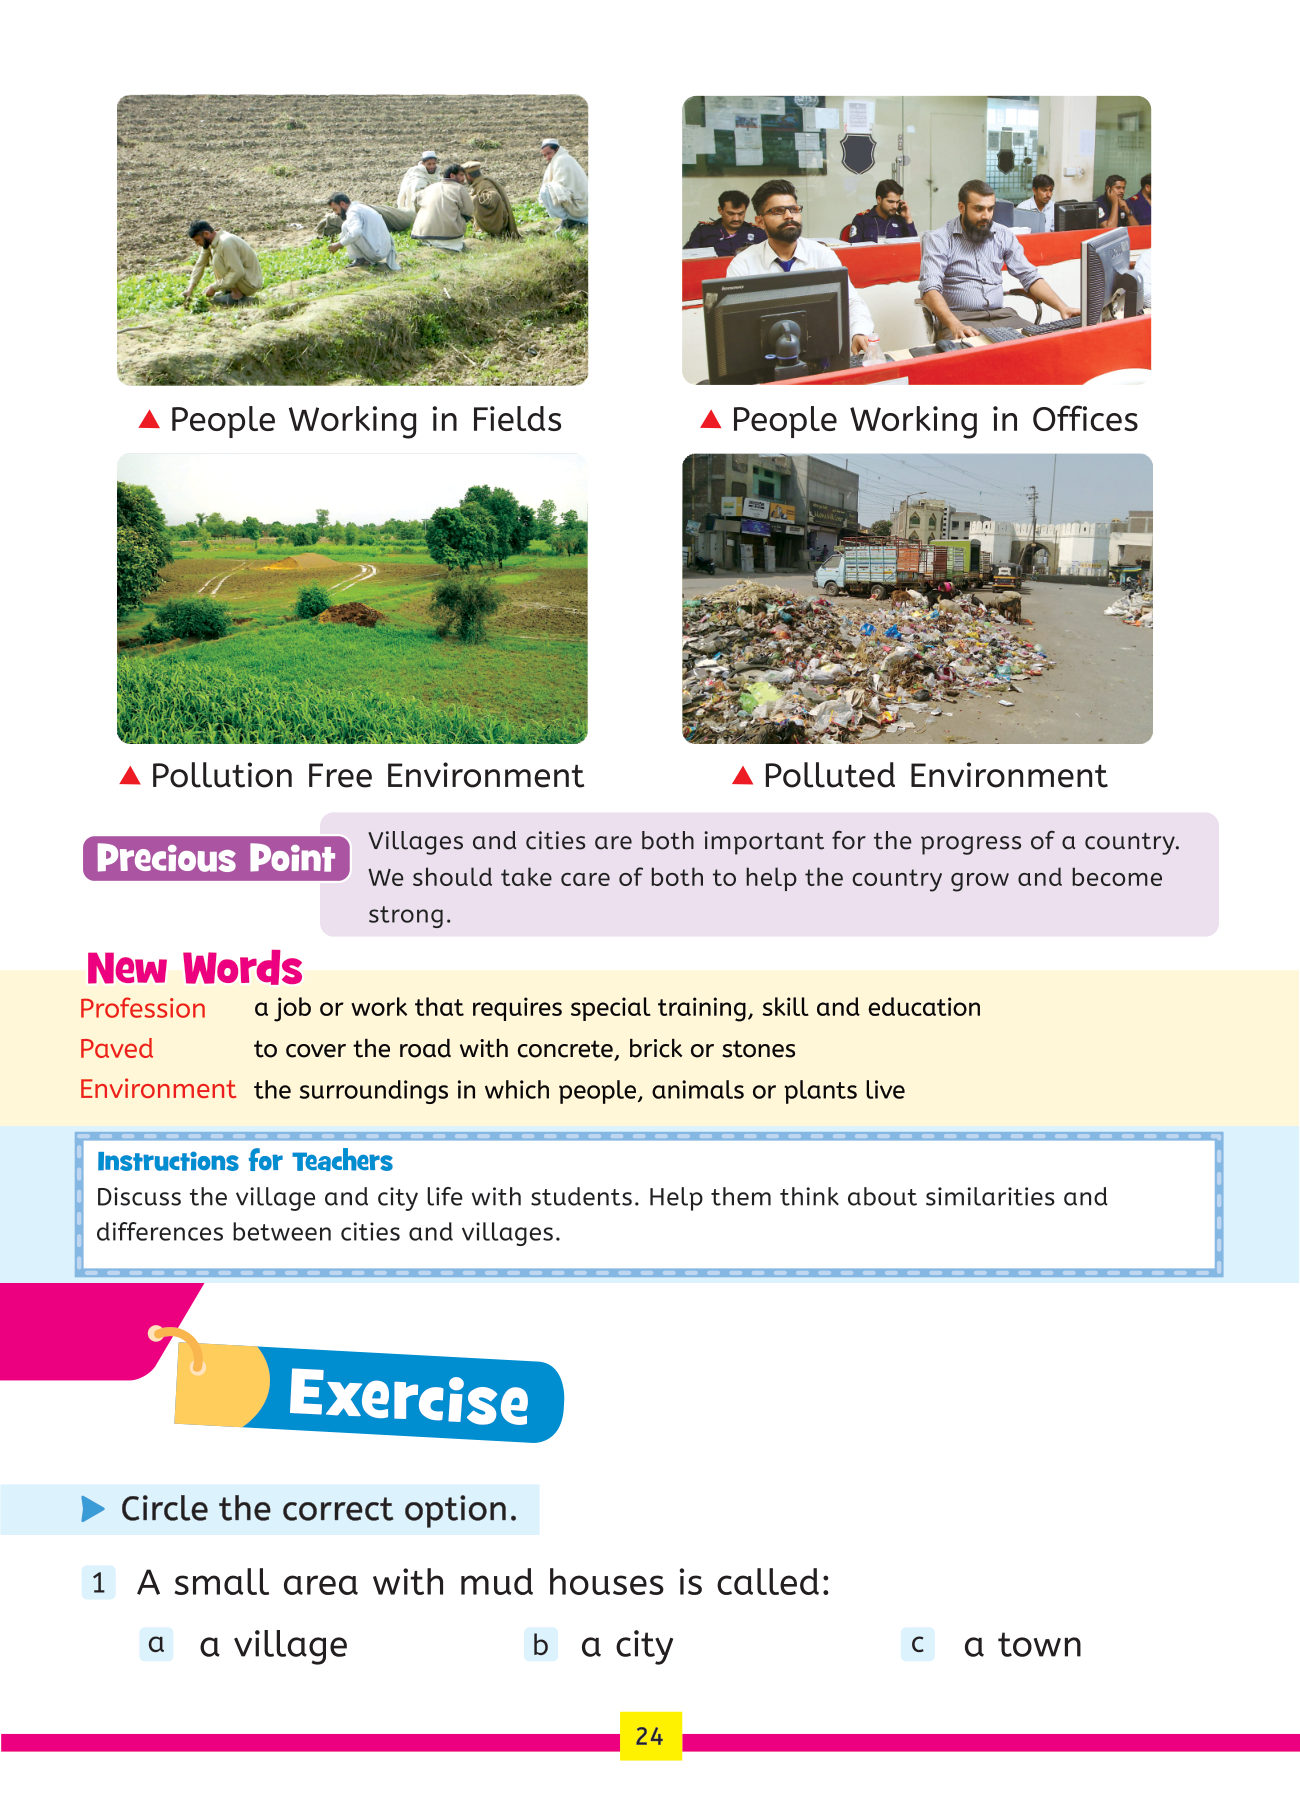 People Working in Fields
People Working in Offices
Pollution Free Environment
Polluted Environment
Precious Point
Villages and cities are both important for the progress of a country.
We should take care of both to help the country grow and become
strong.
New Words
Profession a job or work that requires special training, skill and education
Paved to cover the road with concrete, brick or stones
Environment the surroundings in which people, animals or plants live
Instructions for Teachers
Discuss the village and city life with students. Help them think about similarities and
differences between cities and villages.
Exercise
Circle the correct option.
1 A small area with mud houses is called:
a a village b a city c a town
24